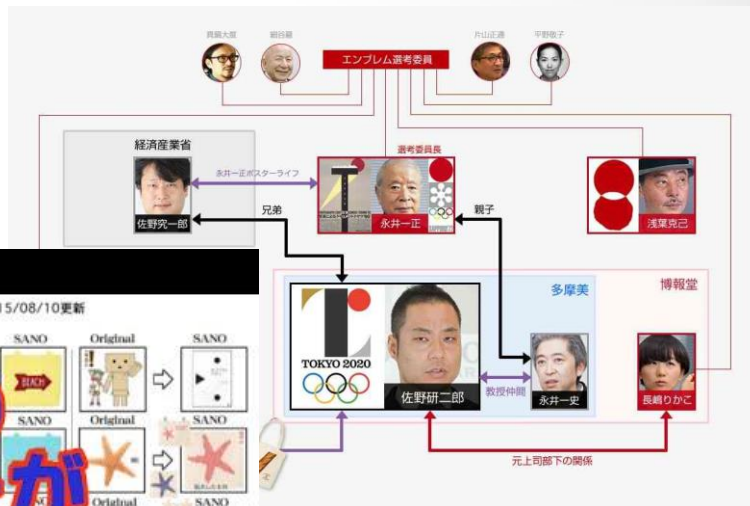 真鍋大度
細谷巖
エンブレム選考委員
片山正通
平野敬子
経済産業省
佐野究一郎
永井一正ポスターライフ
選考委員長
永井一正
浅葉克己
兄弟
親子
多摩美
博報堂
TOKYO 2020
佐野研二郎
教授仲間
永井一史
長嶋りかこ
元上司部下の関係
15/08/10更新
SANO
Original
SANO
BEACH
SANO
Original
SANO
が
Original
SANO